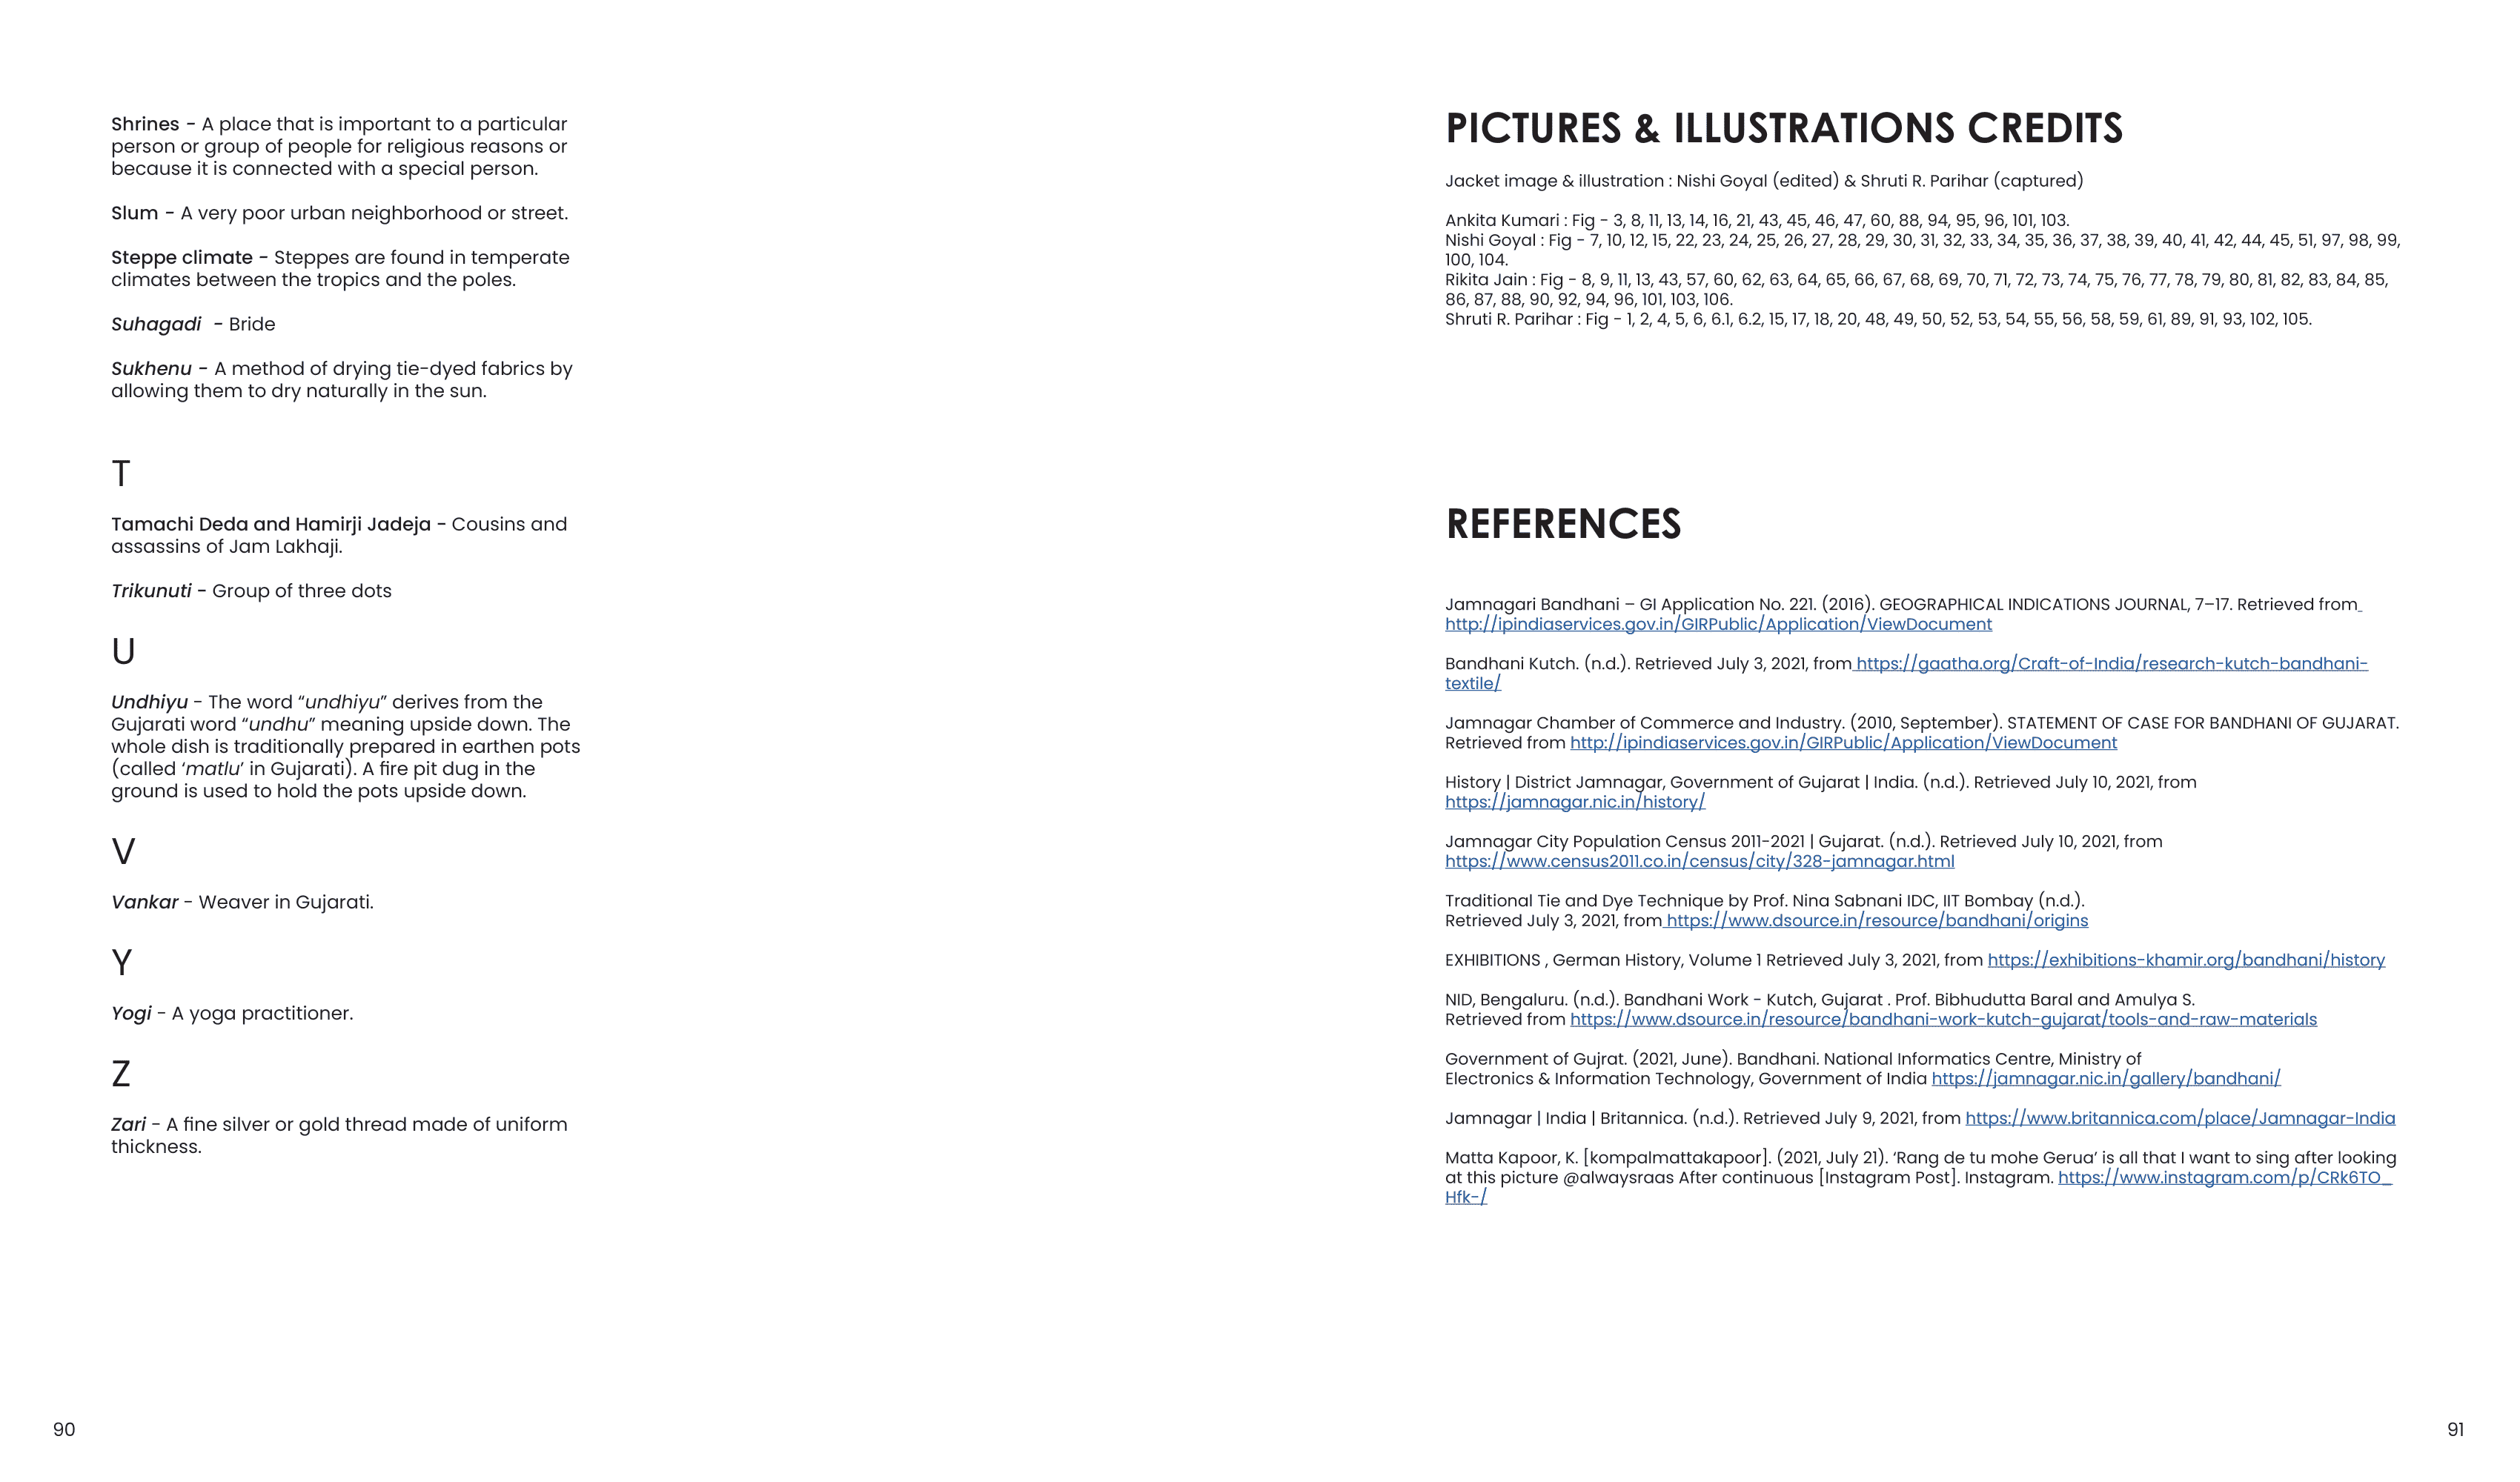 Shrines - A place that is important to a particular
person or group of people for religious reasons or
because it is connected with a special person.
Slum - A very poor urban neighborhood or street.
Steppe climate - Steppes are found in temperate
climates between the tropics and the poles.
Suhagadi - Bride
Sukhenu - A method of drying tie-dyed fabrics by
allowing them to dry naturally in the sun.
T
Tamachi Deda and Hamirji Jadeja - Cousins and
assassins of Jam Lakhaji.
Trikunuti - Group of three dots
U
Undhiyu - The word “undhiyu” derives from the
Gujarati word “undhu” meaning upside down. The
whole dish is traditionally prepared in earthen pots
(called ‘matlu’ in Gujarati). A fire pit dug in the
ground is used to hold the pots upside down.
V
Vankar - Weaver in Gujarati.
Y
Yogi - A yoga practitioner.
Z
Zari - A fine silver or gold thread made of uniform
thickness.
90
PICTURES & ILLUSTRATIONS CREDITS
Jacket image & illustration : Nishi Goyal (edited) & Shruti R. Parihar (captured)
Ankita Kumari : Fig - 3, 8, 11, 13, 14, 16, 21, 43, 45, 46, 47, 60, 88, 94, 95, 96, 101, 103.
Nishi Goyal : Fig - 7, 10, 12, 15, 22, 23, 24, 25, 26, 27, 28, 29, 30, 31, 32, 33, 34, 35, 36, 37, 38, 39, 40, 41, 42, 44, 45, 51, 97, 98, 99,
100, 104.
Rikita Jain : Fig - 8, 9, 11, 13, 43, 57, 60, 62, 63, 64, 65, 66, 67, 68, 69, 70, 71, 72, 73, 74, 75, 76, 77, 78, 79, 80, 81, 82, 83, 84, 85,
86, 87, 88, 90, 92, 94, 96, 101, 103, 106.
Shruti R. Parihar : Fig - 1, 2, 4, 5, 6, 6.1, 6.2, 15, 17, 18, 20, 48, 49, 50, 52, 53, 54, 55, 56, 58, 59, 61, 89, 91, 93, 102, 105.
REFERENCES
Jamnagari Bandhani – GI Application No. 221. (2016). GEOGRAPHICAL INDICATIONS JOURNAL, 7–17. Retrieved from
http://ipindiaservices.gov.in/GIRPublic/Application/ViewDocument
Bandhani Kutch. (n.d.). Retrieved July 3, 2021, from https://gaatha.org/Craft-of-India/research-kutch-bandhani-
textile/
Jamnagar Chamber of Commerce and Industry. (2010, September). STATEMENT OF CASE FOR BANDHANI OF GUJARAT.
Retrieved from http://ipindiaservices.gov.in/GIRPublic/Application/ViewDocument
History | District Jamnagar, Government of Gujarat | India. (n.d.). Retrieved July 10, 2021, from
https://jamnagar.nic.in/history/
Jamnagar City Population Census 2011-2021 | Gujarat. (n.d.). Retrieved July 10, 2021, from
https://www.census2011.co.in/census/city/328-jamnagar.html
Traditional Tie and Dye Technique by Prof. Nina Sabnani IDC, IIT Bombay (n.d.).
Retrieved July 3, 2021, from https://www.dsource.in/resource/bandhani/origins
EXHIBITIONS , German History, Volume 1 Retrieved July 3, 2021, from https://exhibitions-khamir.org/bandhani/history
NID, Bengaluru. (n.d.). Bandhani Work - Kutch, Gujarat . Prof. Bibhudutta Baral and Amulya S.
Retrieved from https://www.dsource.in/resource/bandhani-work-kutch-gujarat/tools-and-raw-materials
Government of Gujrat. (2021, June). Bandhani. National Informatics Centre, Ministry of
Electronics & Information Technology, Government of India https://jamnagar.nic.in/gallery/bandhani/
Jamnagar | India | Britannica. (n.d.). Retrieved July 9, 2021, from https://www.britannica.com/place/Jamnagar-India
Matta Kapoor, K. [kompalmattakapoor]. (2021, July 21). ‘Rang de tu mohe Gerua’ is all that I want to sing after looking
at this picture @alwaysraas After continuous [Instagram Post]. Instagram. https://www.instagram.com/p/CRk6TO_
Hfk-/
91